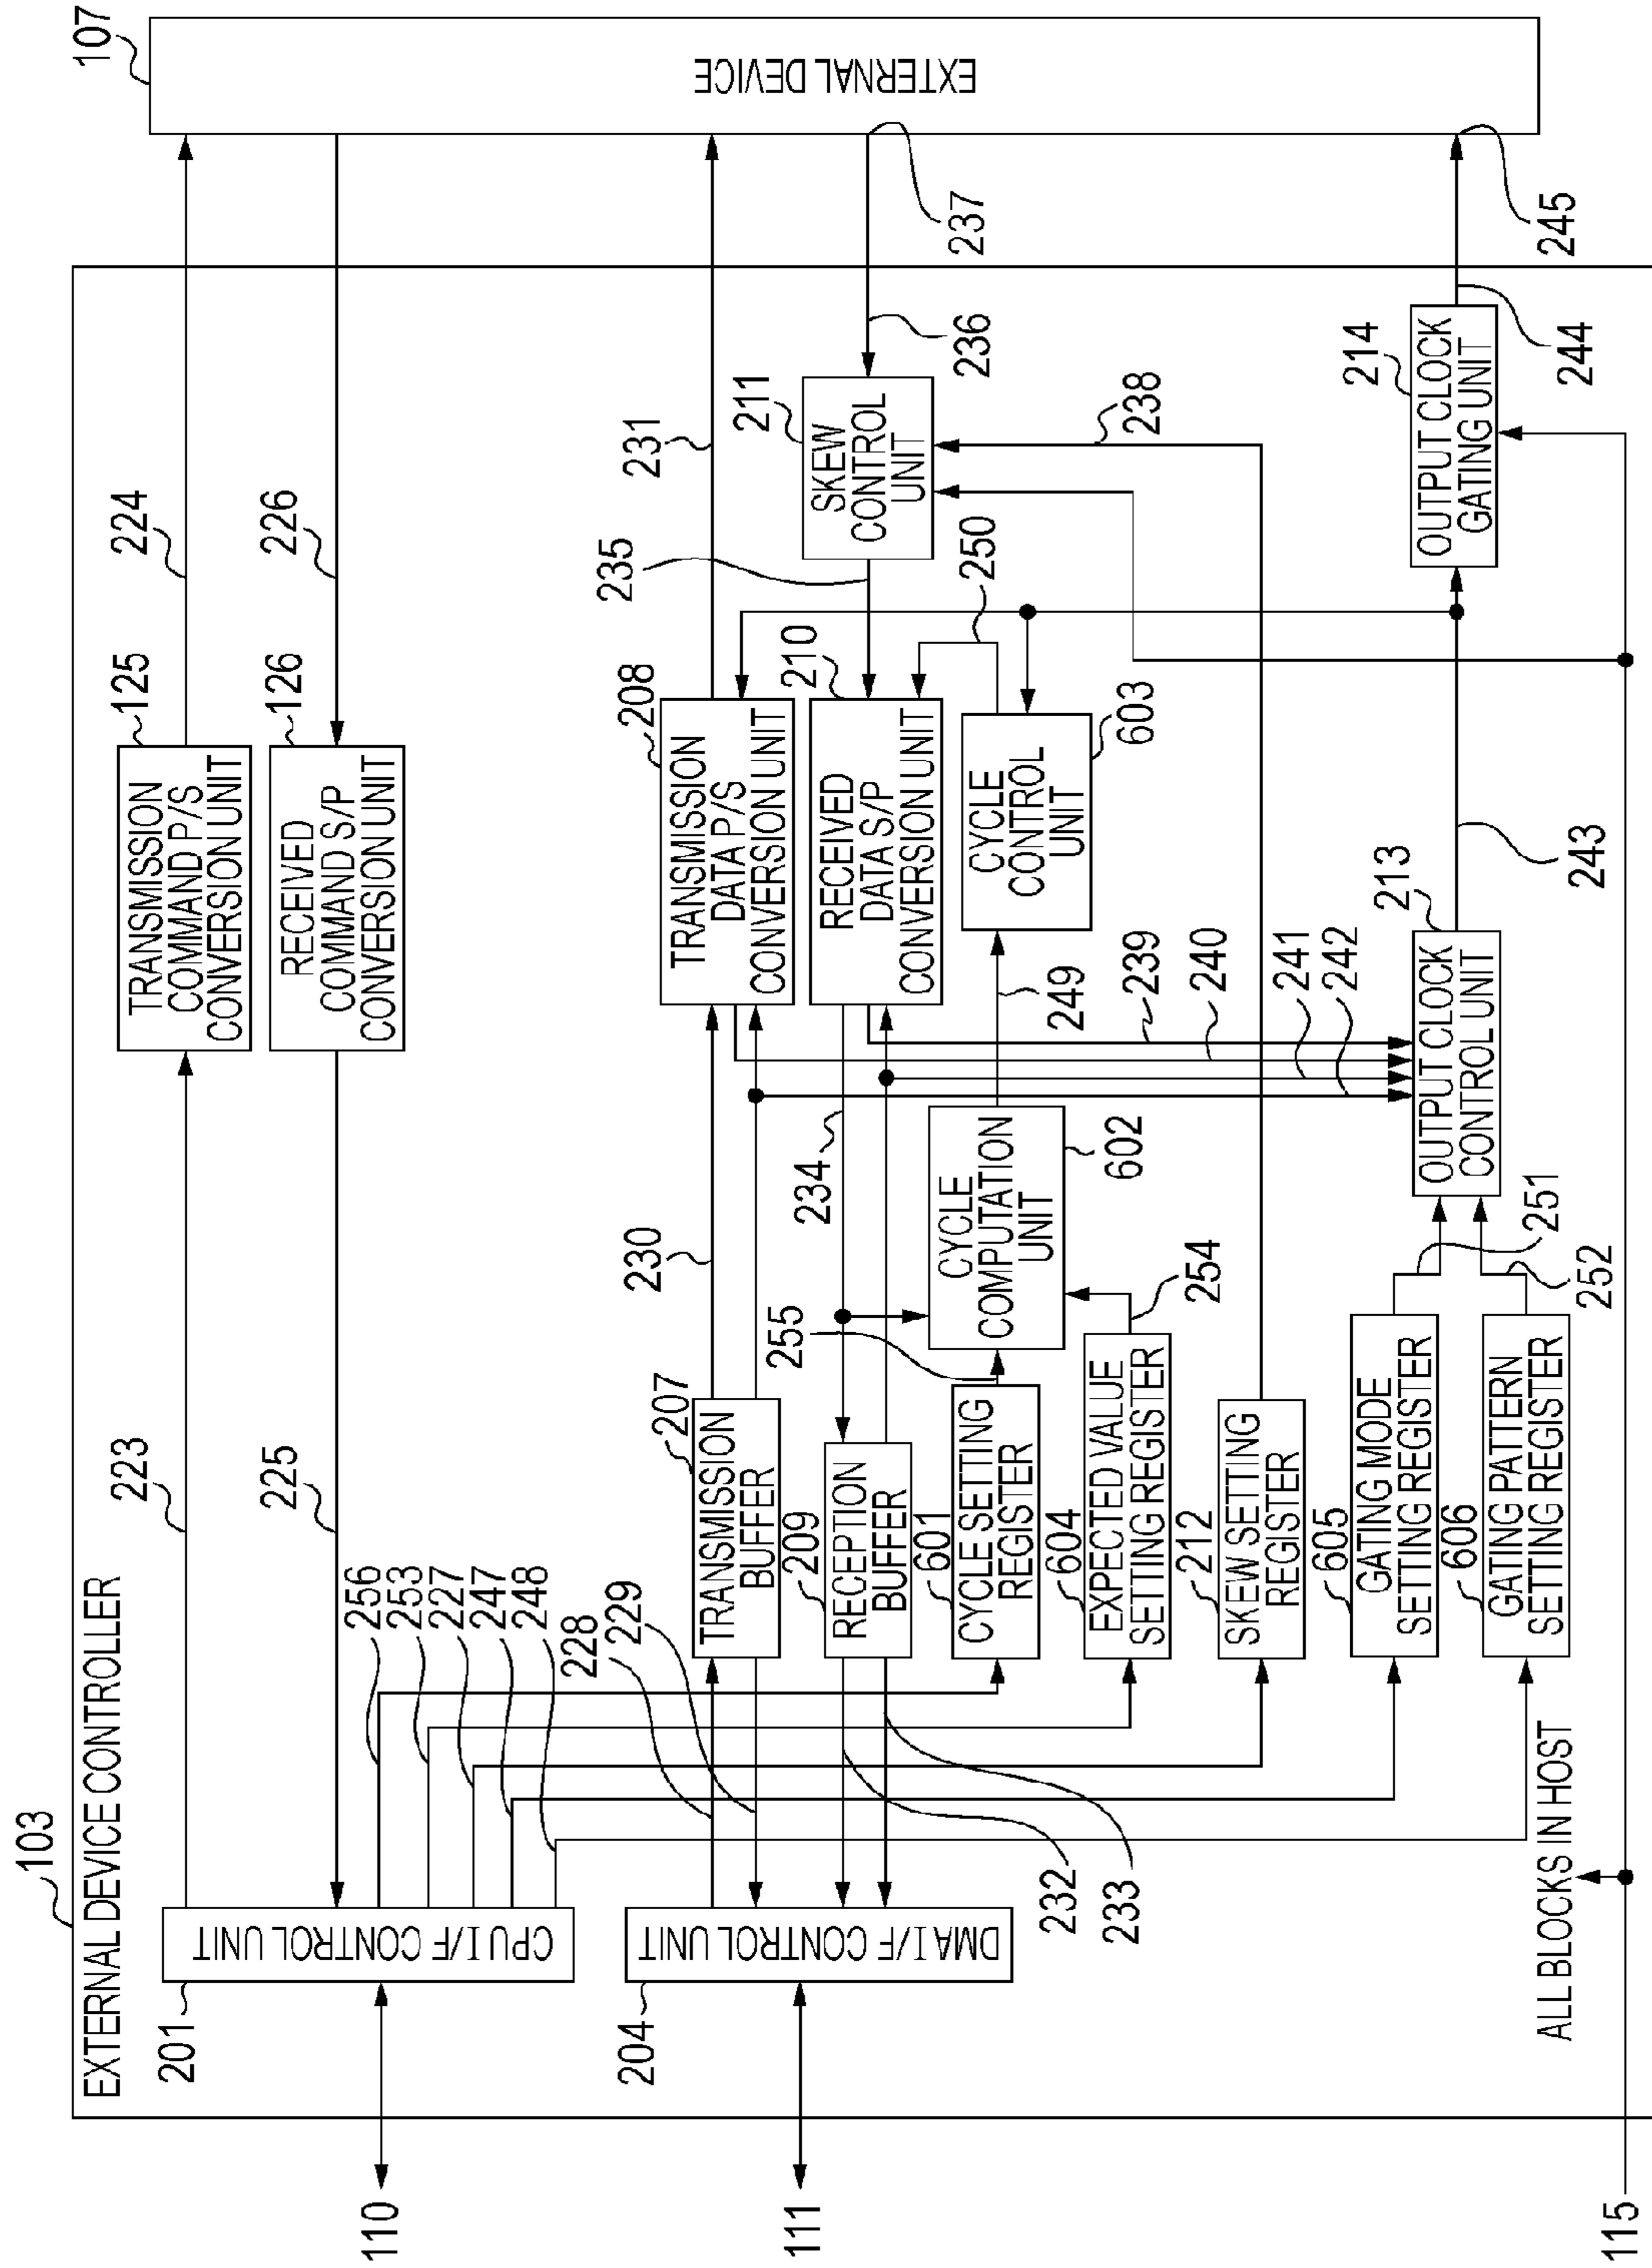 103
EXTERNAL DEVICE CONTROLLER
107
EXTERNAL DEVICE
201
CPU I/F CONTROL
UNIT
110
223
TRANSMISSION
COMMAND P/S
CONVERSION UNIT
125
224
225
RECEIVED
COMMAND S/P
CONVERSION UNIT
126
226
256
253
227
247
248
204
DMA I/F CONTROL UNIT
111
228
229
232
233
TRANSMISSION
BUFFER
207
230
TRANSMISSION
DATA P/S
CONVERSION UNIT
208
231
209
RECEPTION
BUFFER
234
RECEIVED
DATA S/P
CONVERSION UNIT
210
235
SKEW
CONTROL
UNIT
211
236
237
601
CYCLE SETTING
REGISTER
255
CYCLE
COMPUTATION
UNIT
602
249
CYCLE
CONTROL
UNIT
603
250
238
604
EXPECTED VALUE
SETTING REGISTER
254
239
240
241
242
212
SKEW SETTING
REGISTER
605
GATING MODE
SETTING REGISTER
251
606
GATING PATTERN
SETTING REGISTER
252
OUTPUT CLOCK
CONTROL UNIT
213
243
OUTPUT CLOCK
GATING UNIT
214
244
245
ALL BLOCKS IN HOST
115